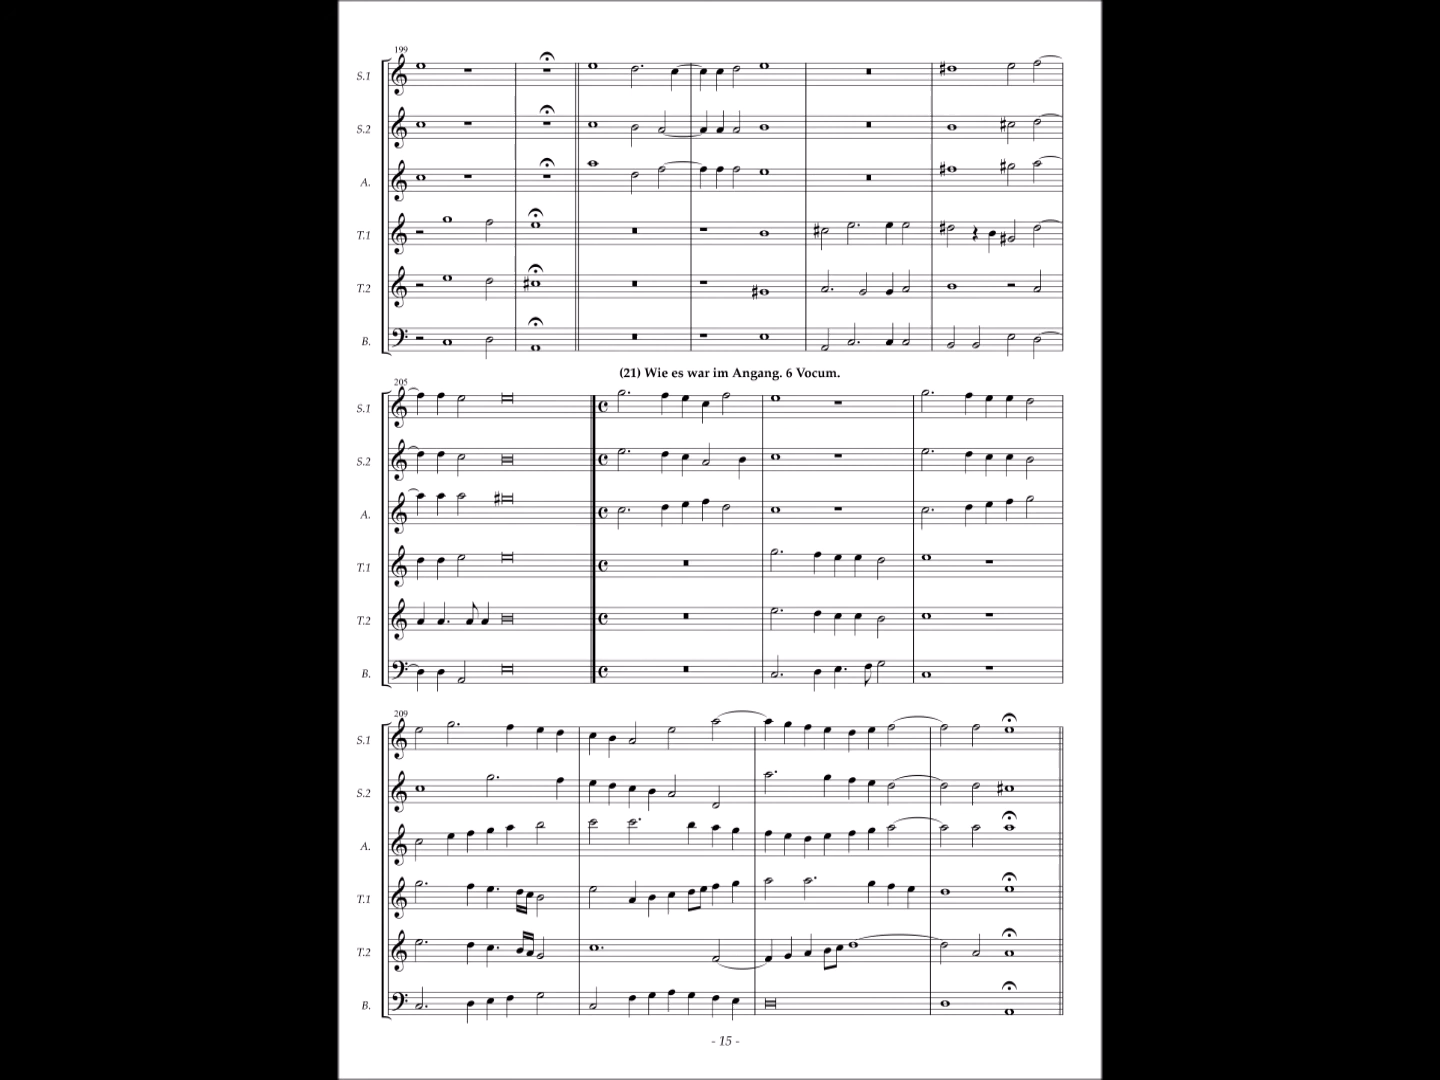 199
S.1
S.2
A.
T.1
T.2
B.
(21) Wie es war im Angang. 6 Vocum.
205
S.1
S.2
A.
T.1
T.2
B.
209
S.1
S.2
A.
T.1
T.2
B.
- 15 -